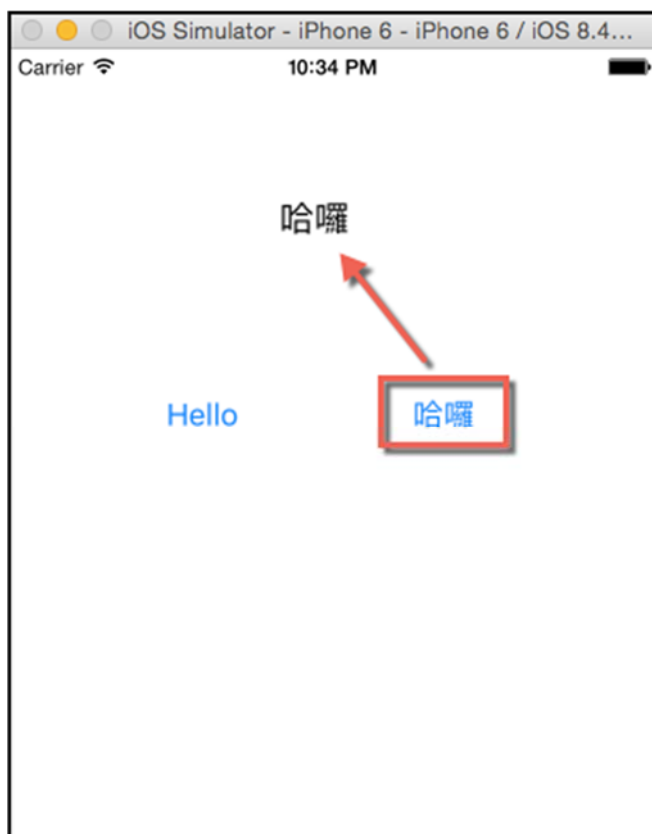 iOS Simulator - iPhone 6 - iPhone 6 / iOS 8.4...
Carrier 10:34 PM
哈囉
Hello 哈囉